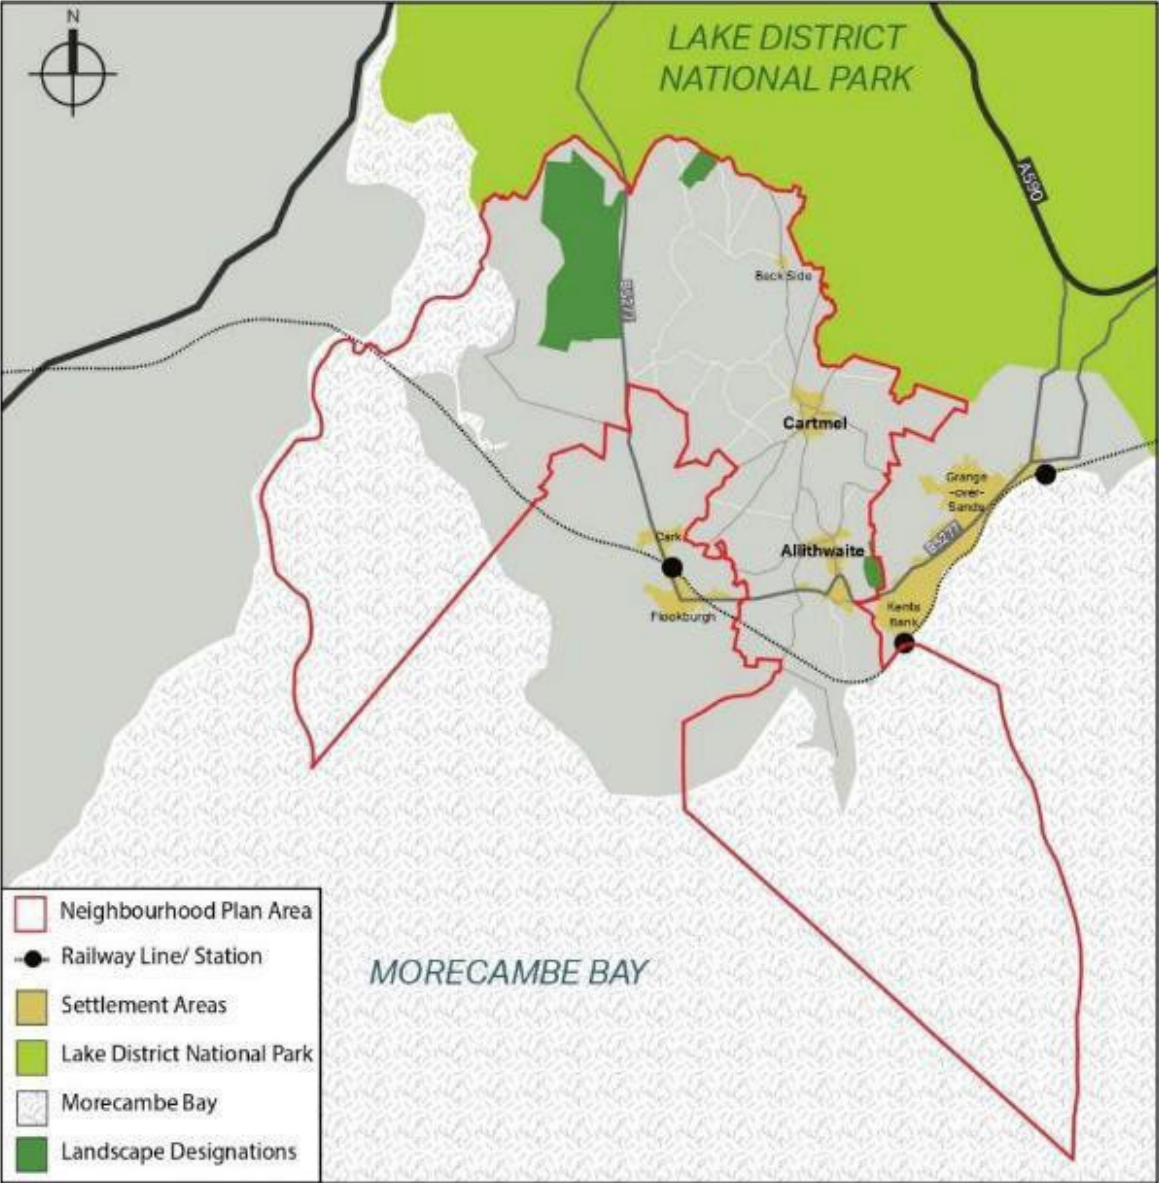 N
LAKE DISTRICT
NATIONAL PARK
A590
B5277
Back Side
Cartmel
Grange
-over-
Sands
B5277
Cark
Allithwaite
Kents
Bank
Flookburgh
MORECAMBE BAY
Neighbourhood Plan Area
Railway Line/ Station
Settlement Areas
Lake District National Park
Morecambe Bay
Landscape Designations